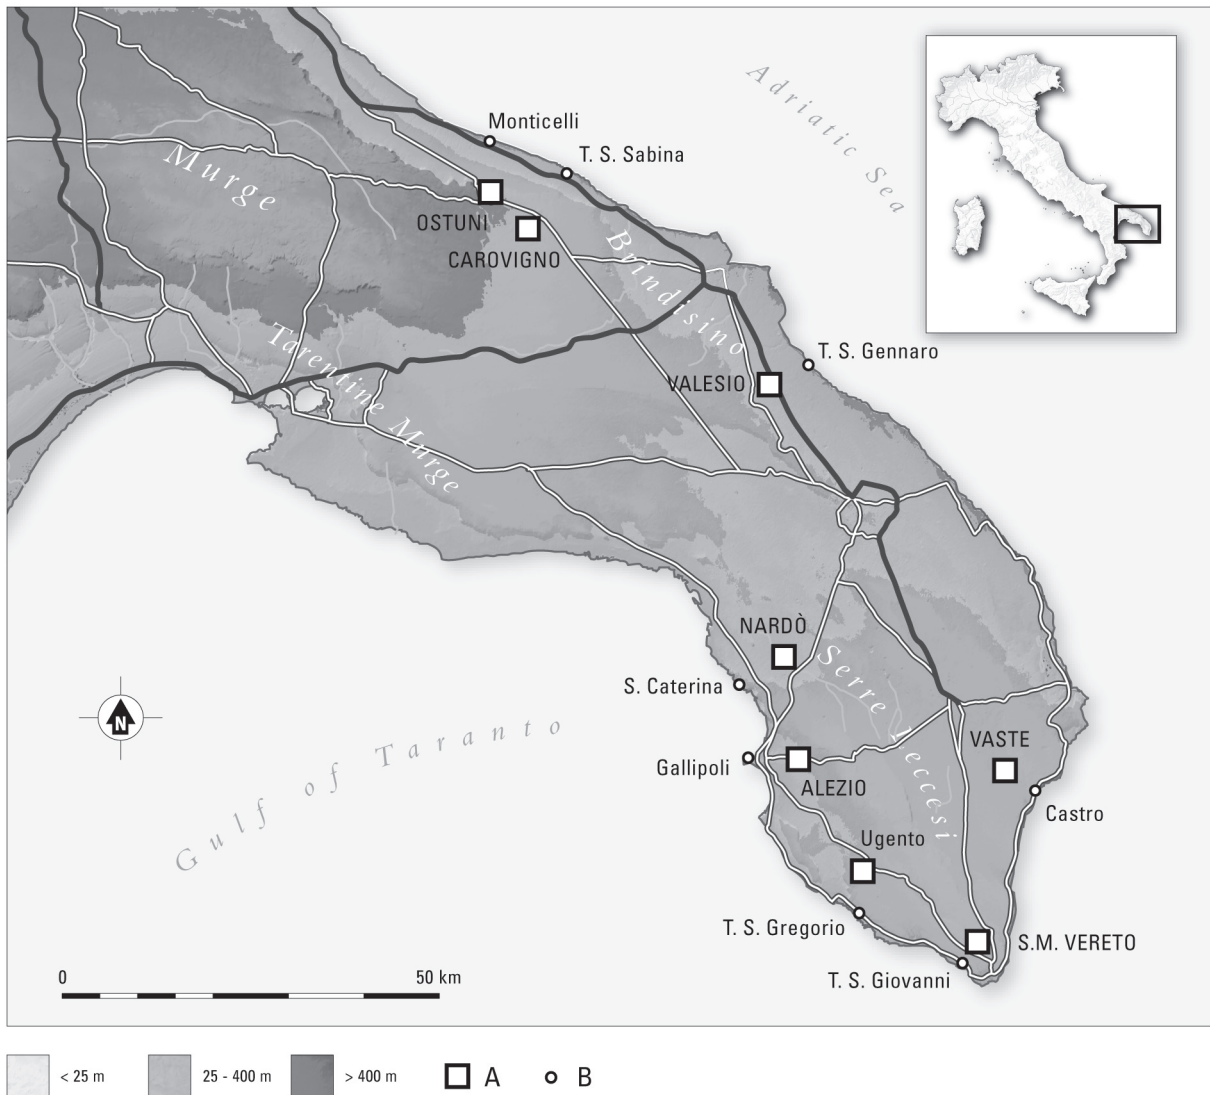 Adriatic Sea
Monticelli
T. S. Sabina
Murge
OSTUNI
CAROVIGNO
Brindisino
T. S. Gennaro
Tarentine Murge
VALESIO
NARDÒ
Serre Leccesi
S. Caterina
N
Gulf of Taranto
VASTE
Gallipoli
ALEZIO
Castro
Ugento
T. S. Gregorio
S.M. VERETO
T. S. Giovanni
0 50 km
< 25 m 25 - 400 m > 400 m A B